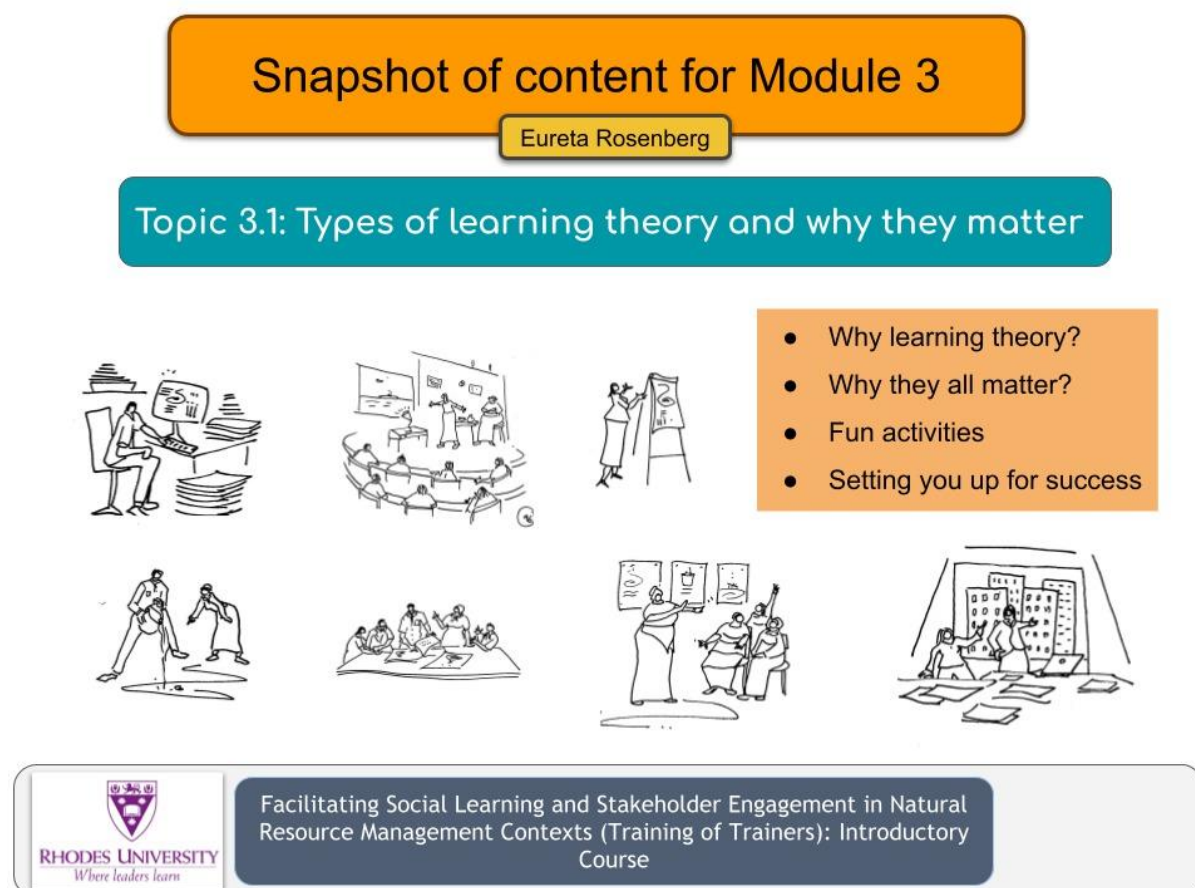 Snapshot of content for Module 3
Eureta Rosenberg
Topic 3.1: Types of learning theory and why they matter
● Why learning theory?
● Why they all matter?
● Fun activities
● Setting you up for success
RHODES UNIVERSITY
Where leaders learn
Facilitating Social Learning and Stakeholder Engagement in Natural
Resource Management Contexts (Training of Trainers): Introductory
Course